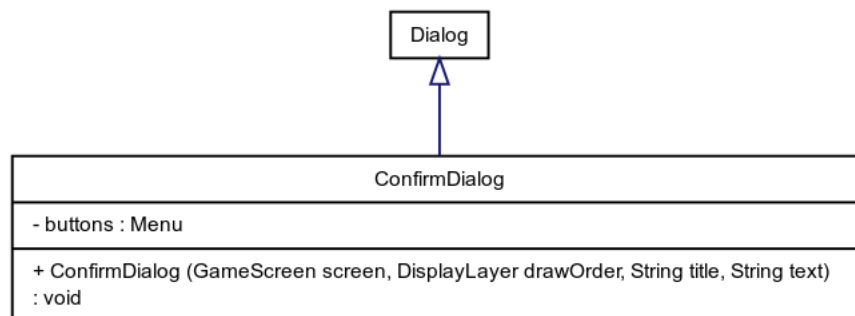 Dialog
ConfirmDialog
- buttons : Menu
+ ConfirmDialog (GameScreen screen, DisplayLayer drawOrder, String title, String text)
: void